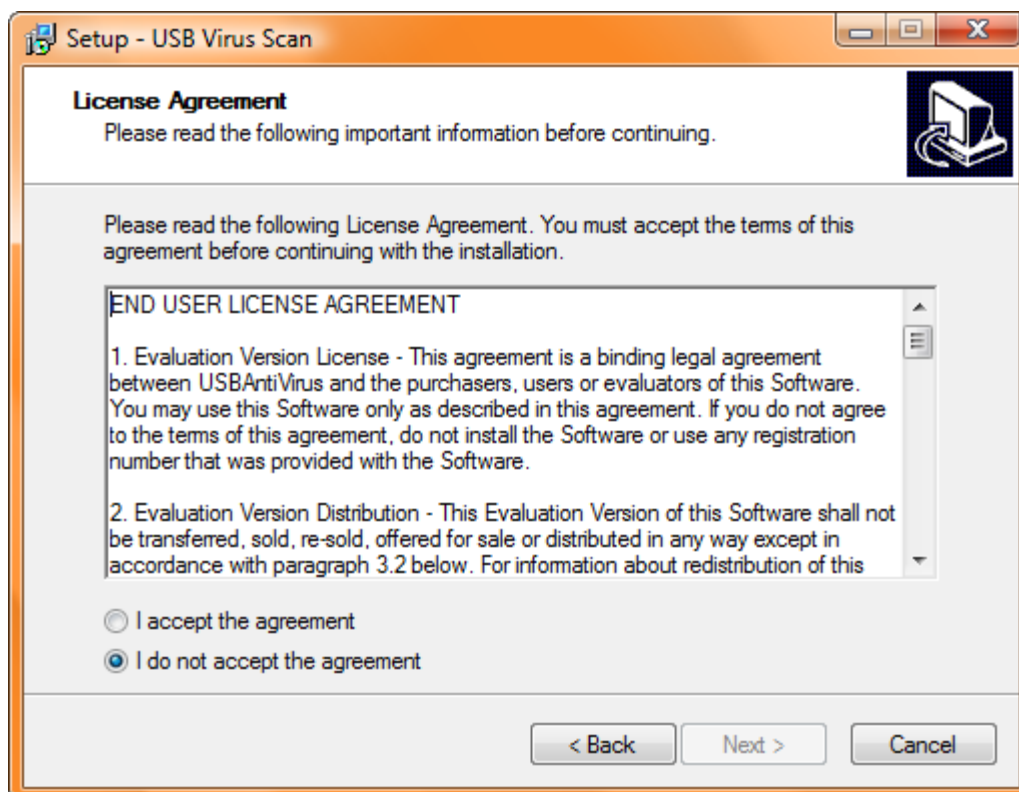 Setup - USB Virus Scan
License Agreement
Please read the following important information before continuing.
Please read the following License Agreement. You must accept the terms of this
agreement before continuing with the installation.
END USER LICENSE AGREEMENT
1. Evaluation Version License - This agreement is a binding legal agreement
between USBAntiVirus and the purchasers, users or evaluators of this Software.
You may use this Software only as described in this agreement. If you do not agree
to the terms of this agreement, do not install the Software or use any registration
number that was provided with the Software.
2. Evaluation Version Distribution - This Evaluation Version of this Software shall not
be transferred, sold, re-sold, offered for sale or distributed in any way except in
accordance with paragraph 3.2 below. For information about redistribution of this
I accept the agreement
I do not accept the agreement
< Back
Next >
Cancel